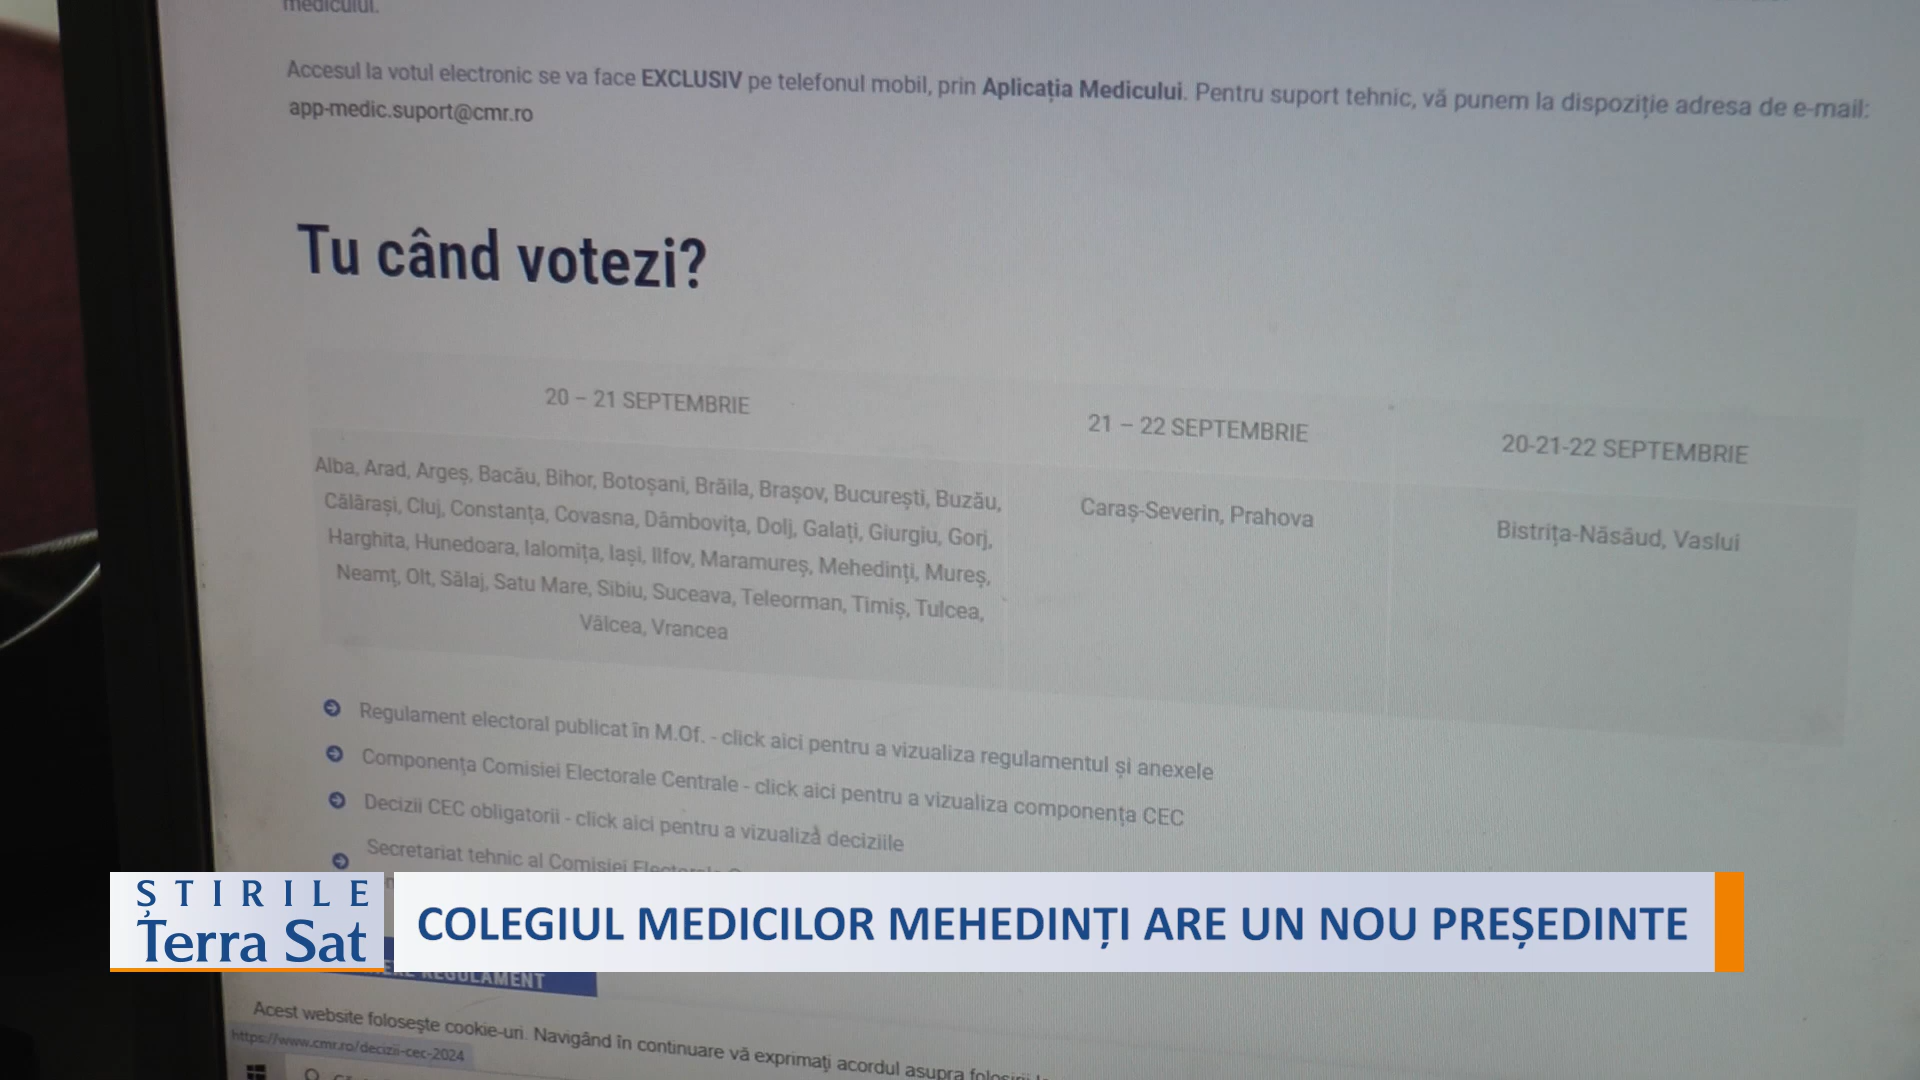 medicului.
Accesul la votul electronic se va face EXCLUSIV pe telefonul mobil, prin Aplicația Medicului. Pentru suport tehnic, vă punem la dispoziție adresa de e-mail:
app-medic.suport@cmr.ro
Tu când votezi?
20 – 21 SEPTEMBRIE
21 – 22 SEPTEMBRIE
20-21-22 SEPTEMBRIE
Alba, Arad, Argeș, Bacău, Bihor, Botoșani, Brăila, Brașov, București, Buzău,
Călărași, Cluj, Constanța, Covasna, Dâmbovița, Dolj, Galați, Giurgiu, Gorj,
Harghita, Hunedoara, Ialomița, Iași, Ilfov, Maramureș, Mehedinți, Mureș,
Neamț, Olt, Sălaj, Satu Mare, Sibiu, Suceava, Teleorman, Timiș, Tulcea,
Vâlcea, Vrancea
Caraș-Severin, Prahova
Bistrița-Năsăud, Vaslui
Regulament electoral publicat în M.Of. - click aici pentru a vizualiza regulamentul și anexele
Componența Comisiei Electorale Centrale - click aici pentru a vizualiza componența CEC
Decizii CEC obligatorii - click aici pentru a vizualiza deciziile
Secretariat tehnic al Comisiei
ȘTIRILE
Terra Sat
COLEGIUL MEDICILOR MEHEDINȚI ARE UN NOU PREȘEDINTE
REGULAMENT
Acest website folosește cookie-uri. Navigând în continuare vă exprimați acordul asupra
https://www.cmr.ro/decizii-cec-2024